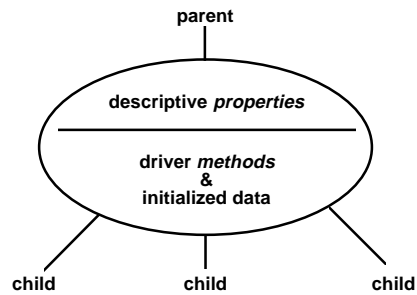 parent
descriptive properties
driver methods
&
initialized data
child child child